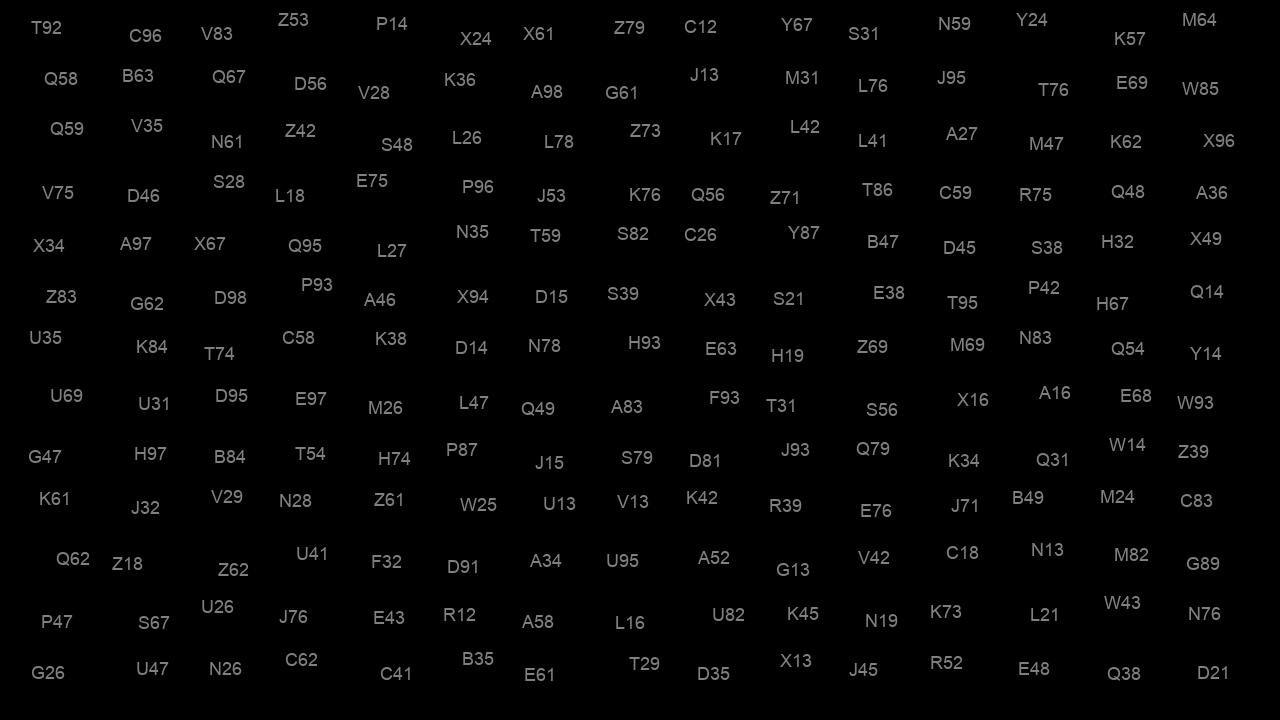 T92 C96 V83 Z53 P14 X24 X61 Z79 C12 Y67 S31 N59 Y24 K57 M64
Q58 B63 Q67 D56 V28 K36 A98 G61 J13 M31 L76 J95 T76 E69 W85
Q59 V35 N61 Z42 S48 L26 L78 Z73 K17 L42 L41 A27 M47 K62 X96
V75 D46 S28 L18 E75 P96 J53 K76 Q56 Z71 T86 C59 R75 Q48 A36
X34 A97 X67 Q95 L27 N35 T59 S82 C26 Y87 B47 D45 S38 H32 X49
Z83 G62 D98 P93 A46 X94 D15 S39 X43 S21 E38 T95 P42 H67 Q14
U35 K84 T74 C58 K38 D14 N78 H93 E63 H19 Z69 M69 N83 Q54 Y14
U69 U31 D95 E97 M26 L47 Q49 A83 F93 T31 S56 X16 A16 E68 W93
G47 H97 B84 T54 H74 P87 J15 S79 D81 J93 Q79 K34 Q31 W14 Z39
K61 J32 V29 N28 Z61 W25 U13 V13 K42 R39 E76 J71 B49 M24 C83
Q62 Z18 Z62 U41 F32 D91 A34 U95 A52 G13 V42 C18 N13 M82 G89
P47 S67 U26 J76 E43 R12 A58 L16 U82 K45 N19 K73 L21 W43 N76
G26 U47 N26 C62 C41 B35 E61 T29 D35 X13 J45 R52 E48 Q38 D21